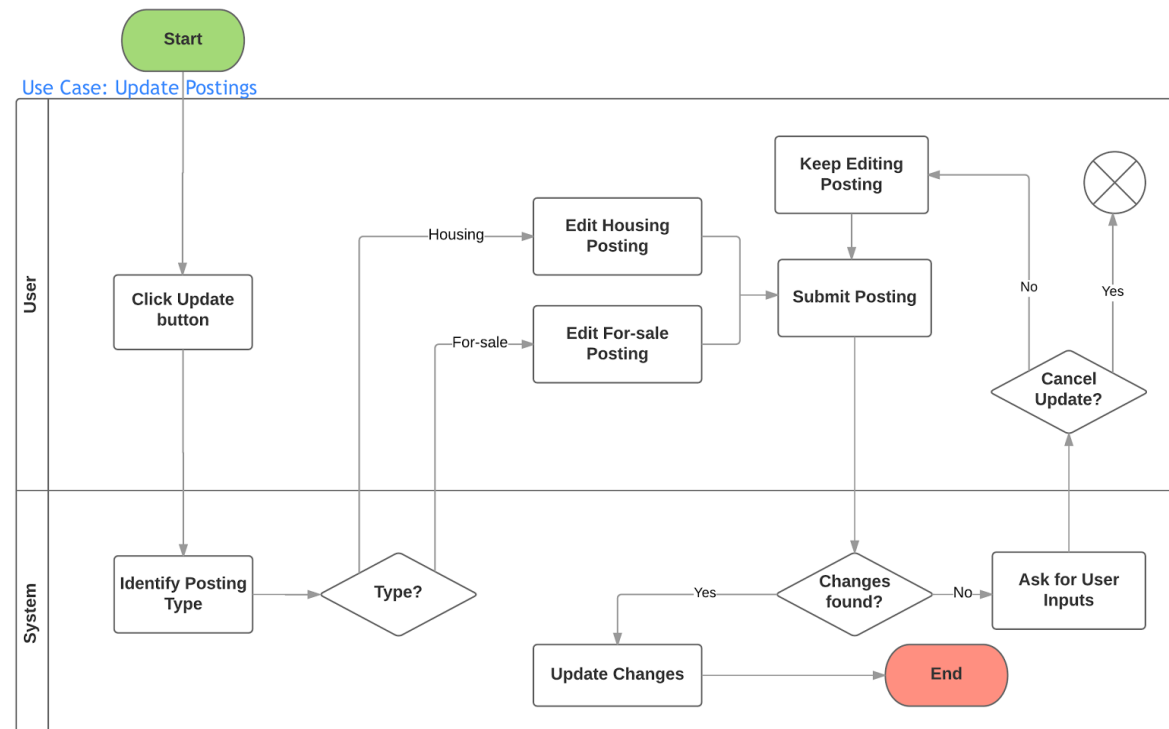 Start
Use Case: Update Postings
User
Click Update
button
Housing
Edit Housing
Posting
For-sale
Edit For-sale
Posting
Keep Editing
Posting
Submit Posting
No
Yes
Cancel
Update?
System
Identify Posting
Type
Type?
Changes
found?
Yes
No
Ask for User
Inputs
Update Changes
End